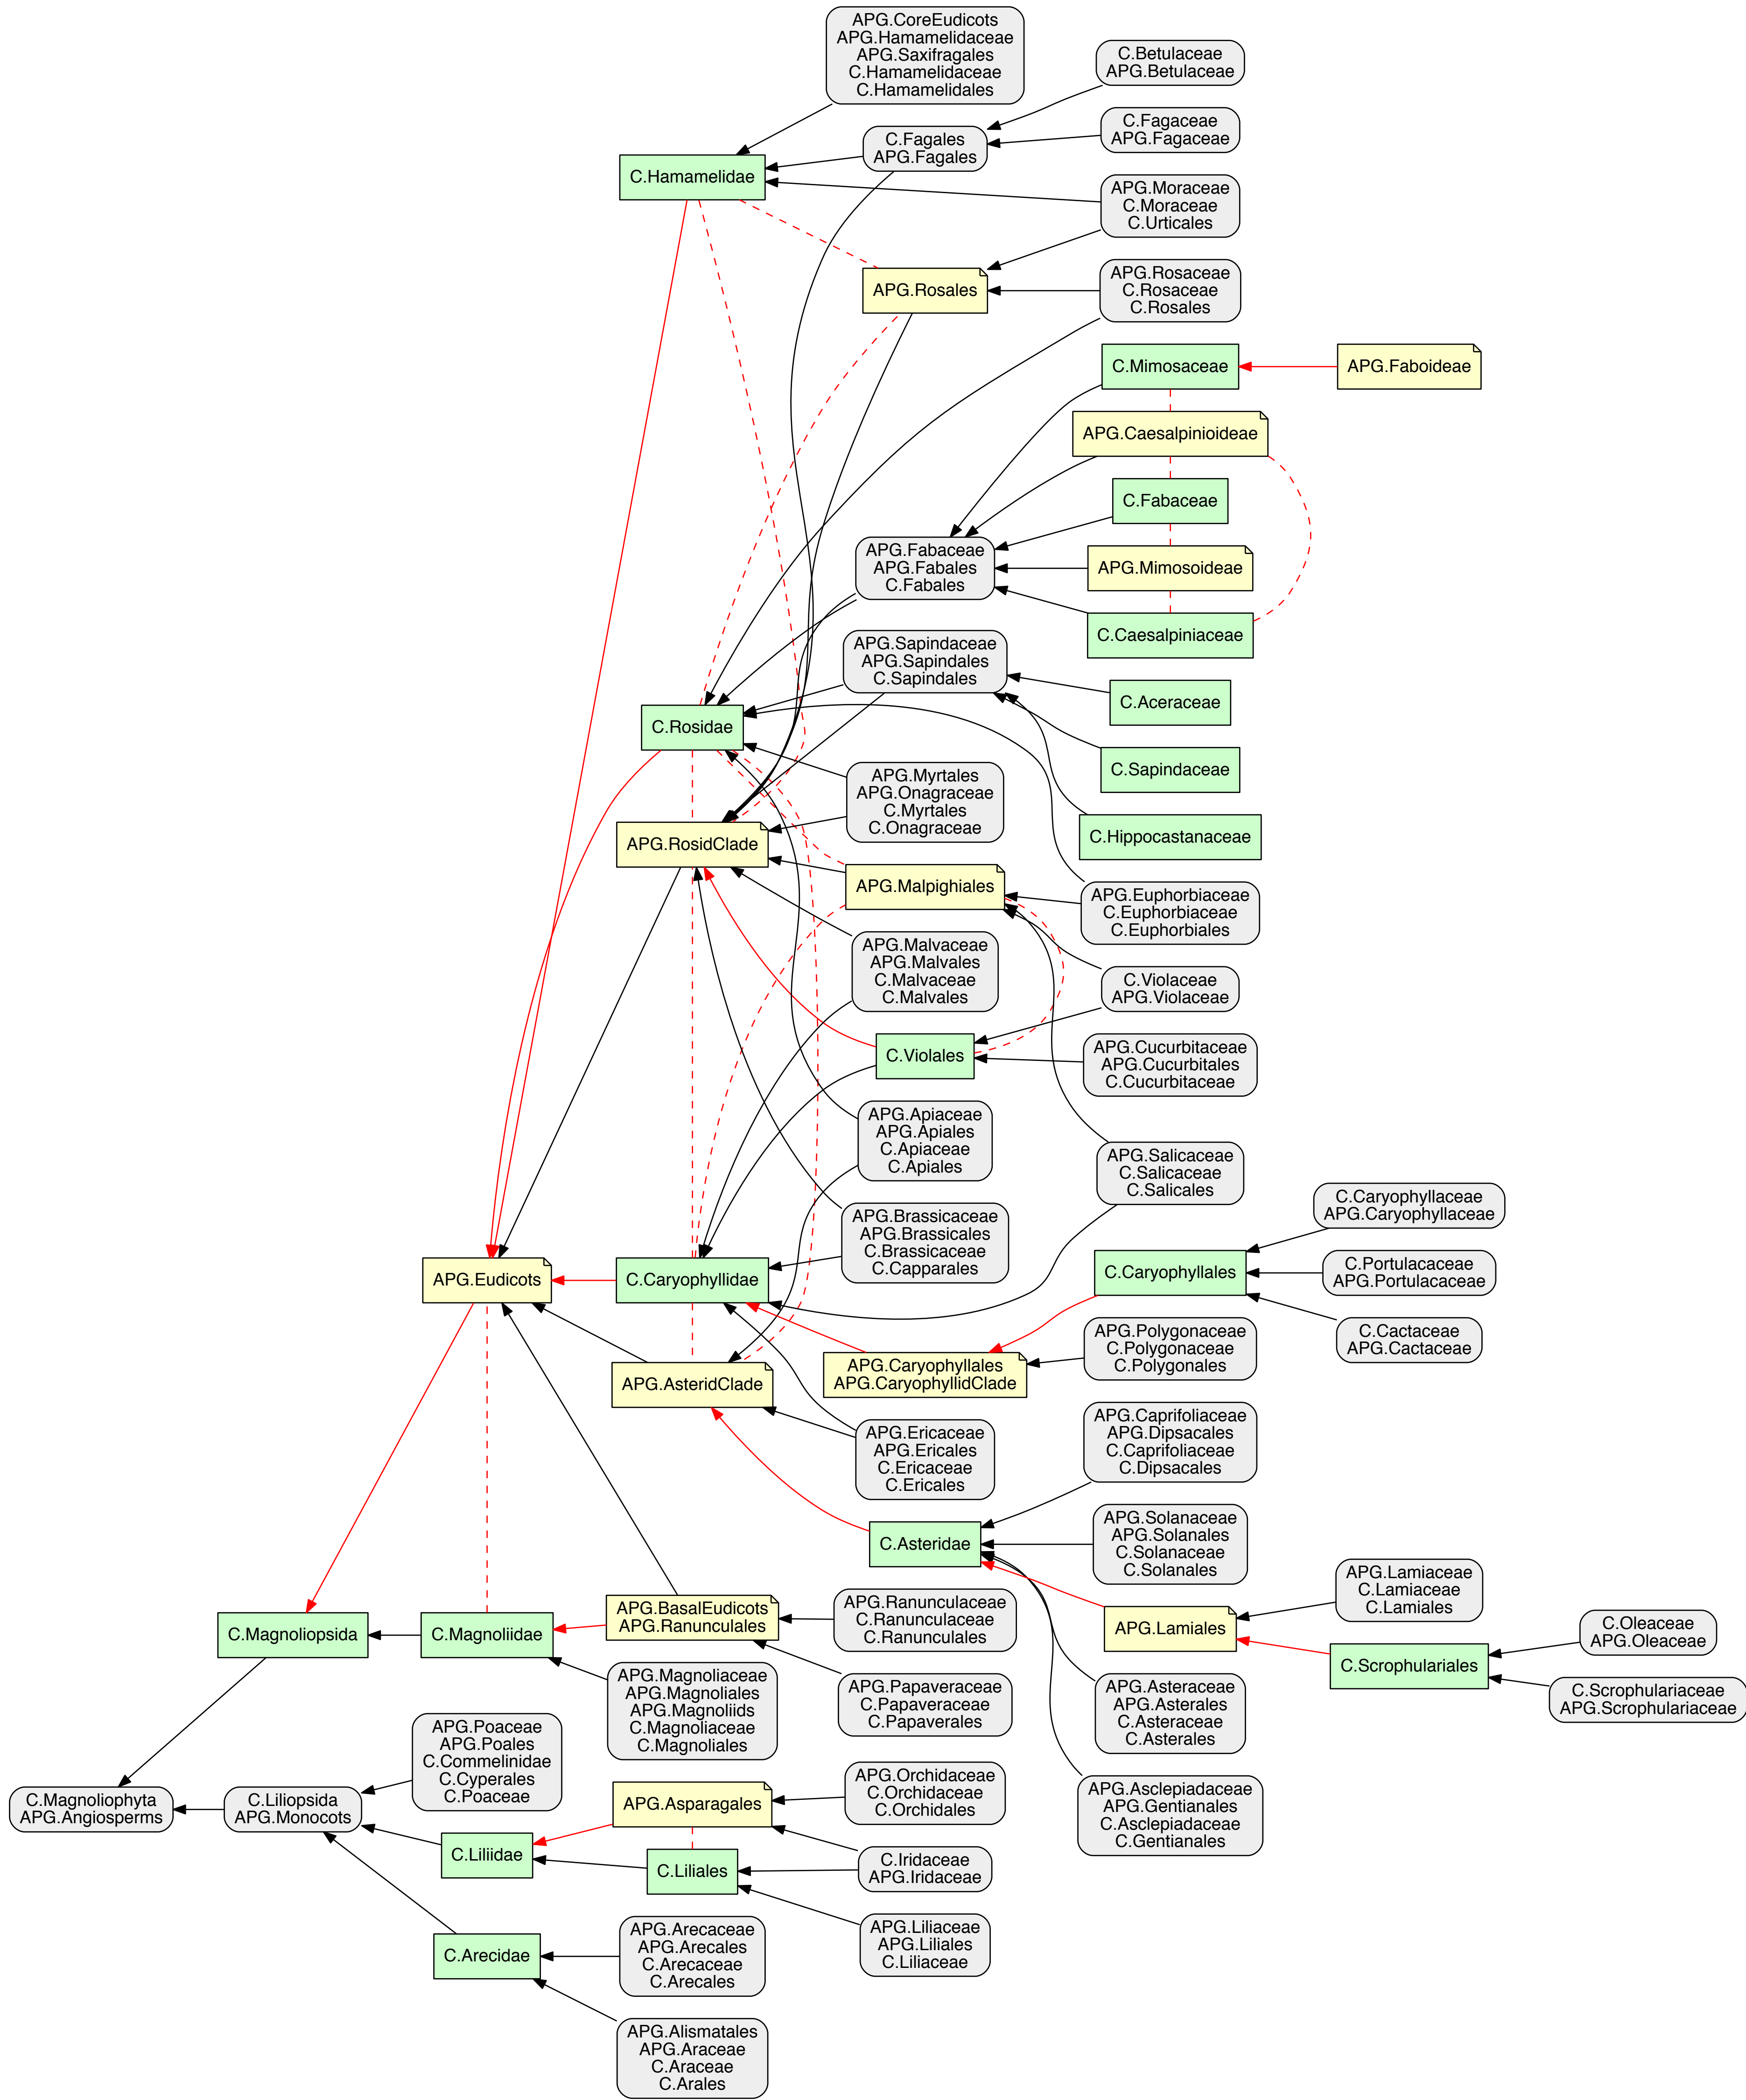 APG.CoreEudicots
APG.Hamamelidaceae
APG.Saxifragales
C.Hamamelidaceae
C.Hamamelidales
C.Betulaceae
APG.Betulaceae
C.Fagaceae
APG.Fagaceae
C.Fagales
APG.Fagales
C.Hamamelidae
APG.Moraceae
C.Moraceae
C.Urticales
APG.Rosales
APG.Rosaceae
C.Rosaceae
C.Rosales
C.Mimosaceae
APG.Faboideae
APG.Caesalpinioideae
C.Fabaceae
APG.Fabaceae
APG.Fabales
C.Fabales
APG.Mimosoideae
C.Caesalpiniaceae
APG.Sapindaceae
APG.Sapindales
C.Sapindales
C.Aceraceae
C.Rosidae
C.Sapindaceae
APG.Myrtales
APG.Onagraceae
C.Myrtales
C.Onagraceae
C.Hippocastanaceae
APG.RosidClade
APG.Malpighiales
APG.Euphorbiaceae
C.Euphorbiaceae
C.Euphorbiales
APG.Malvaceae
APG.Malvales
C.Malvaceae
C.Malvales
C.Violaceae
APG.Violaceae
C.Violales
APG.Cucurbitaceae
APG.Cucurbitales
C.Cucurbitaceae
APG.Apiaceae
APG.Apiales
C.Apiaceae
C.Apiales
APG.Salicaceae
C.Salicaceae
C.Salicales
APG.Brassicaceae
APG.Brassicales
C.Brassicaceae
C.Capparales
C.Caryophyllaceae
APG.Caryophyllaceae
APG.Eudicots
C.Caryophyllidae
C.Caryophyllales
C.Portulacaceae
APG.Portulacaceae
C.Cactaceae
APG.Cactaceae
APG.Polygonaceae
C.Polygonaceae
C.Polygonales
APG.AsteridClade
APG.Caryophyllales
APG.CaryophyllidClade
APG.Ericaceae
APG.Ericales
C.Ericaceae
C.Ericales
APG.Caprifoliaceae
APG.Dipsacales
C.Caprifoliaceae
C.Dipsacales
C.Asteridae
APG.Solanaceae
APG.Solanales
C.Solanaceae
C.Solanales
APG.Lamiaceae
C.Lamiaceae
C.Lamiales
C.Magnoliopsida
C.Magnoliidae
APG.BasalEudicots
APG.Ranunculales
APG.Ranunculaceae
C.Ranunculaceae
C.Ranunculales
APG.Lamiales
C.Oleaceae
APG.Oleaceae
C.Scrophulariales
C.Scrophulariaceae
APG.Scrophulariaceae
APG.Magnoliaceae
APG.Magnoliales
APG.Magnoliids
C.Magnoliaceae
C.Magnoliales
APG.Papaveraceae
C.Papaveraceae
C.Papaverales
APG.Asteraceae
APG.Asterales
C.Asteraceae
C.Asterales
APG.Poaceae
APG.Poales
C.Commelinidae
C.Cyperales
C.Poaceae
C.Magnoliophyta
APG.Angiosperms
C.Liliopsida
APG.Monocots
APG.Asparagales
APG.Orchidaceae
C.Orchidaceae
C.Orchidales
APG.Asclepiadaceae
APG.Gentianales
C.Asclepiadaceae
C.Gentianales
C.Liliidae
C.Liliales
C.Iridaceae
APG.Iridaceae
APG.Liliaceae
APG.Liliales
C.Liliaceae
C.Arecidae
APG.Arecaceae
APG.Arecales
C.Arecaceae
C.Arecales
APG.Alismatales
APG.Araceae
C.Araceae
C.Arales